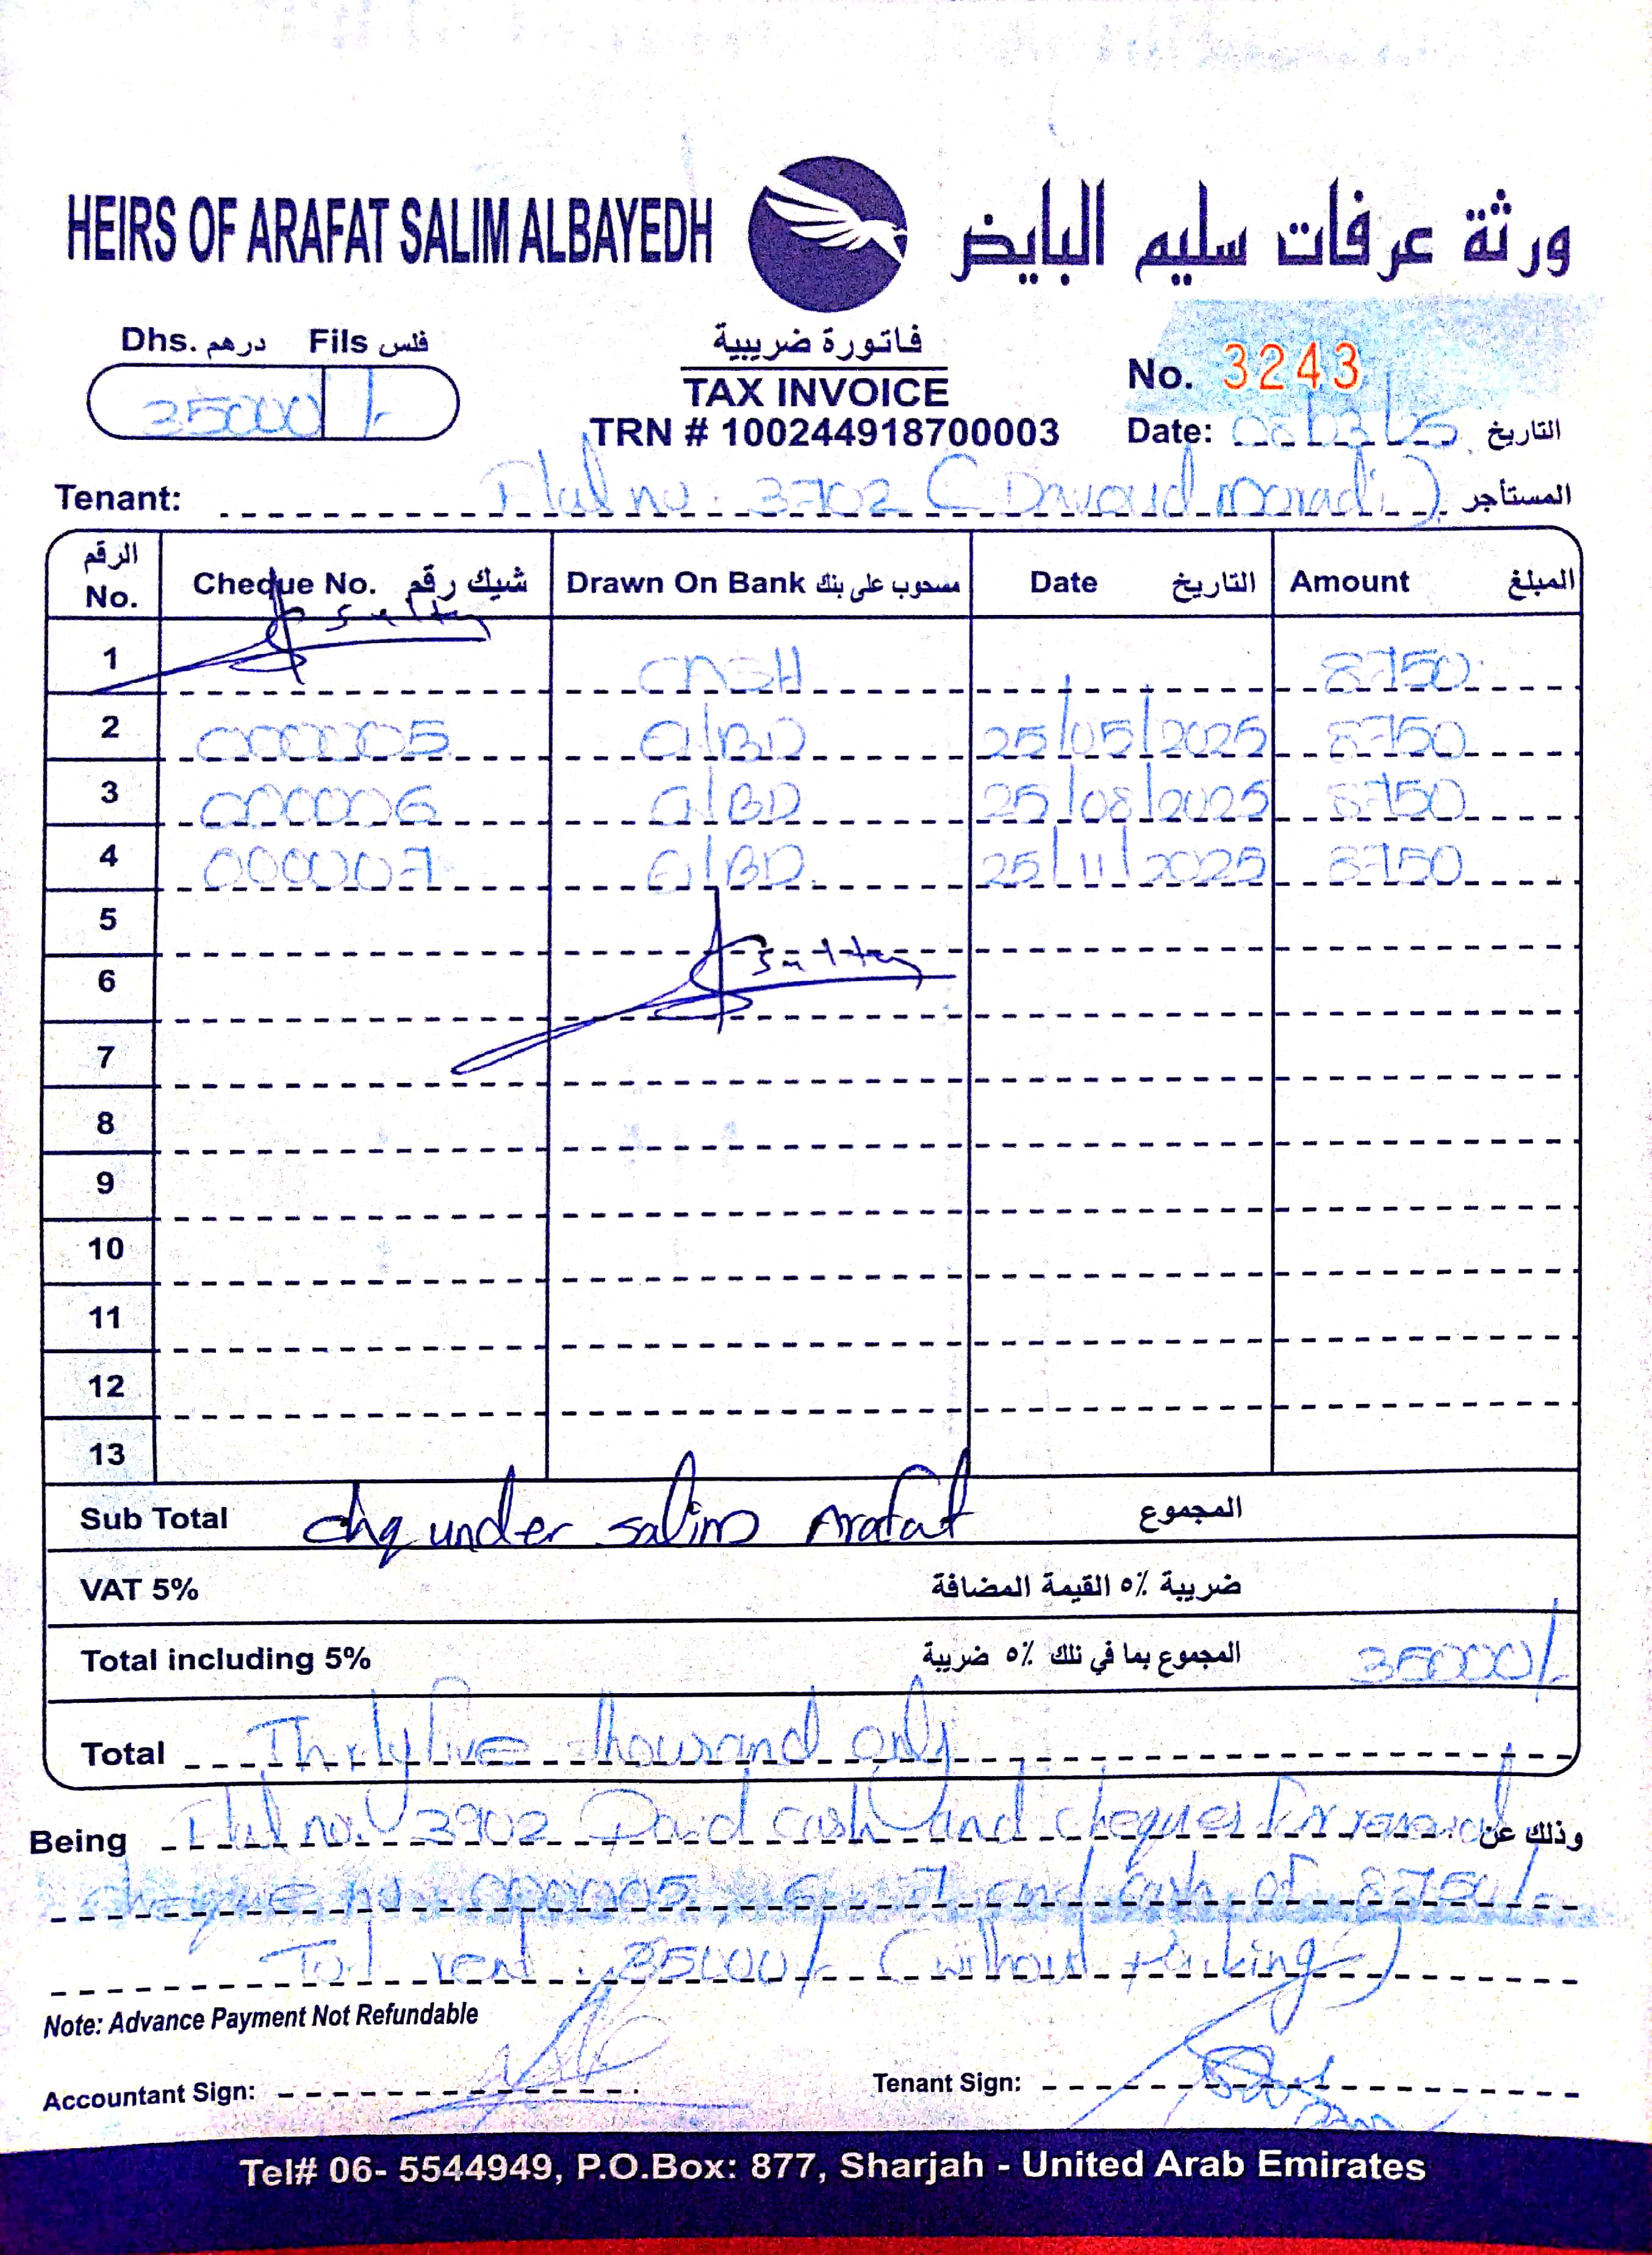 HEIRS OF ARAFAT SALIM ALBAYEDH ورثة عرفات سليم البايض
Dhs. درهم Fils فلس
35000 /-
فاتورة ضريبية
TAX INVOICE
TRN # 100244918700003
No. 3243
Date: التاريخ
Tenant: Flat no. 3702 (Davoud Moradi) المستأجر
الرقم No. Cheque No. شيك رقم Drawn On Bank مسحوب على بنك Date التاريخ Amount المبلغ
1 CASH 8750
2 000005 25/05/2025 8750
3 000006 25/08/2025 8750
4 000007 25/11/2025 8750
5
6
7
8
9
10
11
12
13
Sub Total chq under salim Arafat المجموع
VAT 5% ضريبة ٥٪ القيمة المضافة
Total including 5% المجموع بما في ذلك ٥٪ ضريبة 35000/-
Total Thirty five thousand only
Being Flat no. Paid cash and cheques for renewal وذلك عن
cheque no. 000005, 6, 7 and cash of 8750/-
Total rent : 35000/- (without parking)
Note: Advance Payment Not Refundable
Accountant Sign: Tenant Sign:
Tel# 06- 5544949, P.O.Box: 877, Sharjah - United Arab Emirates